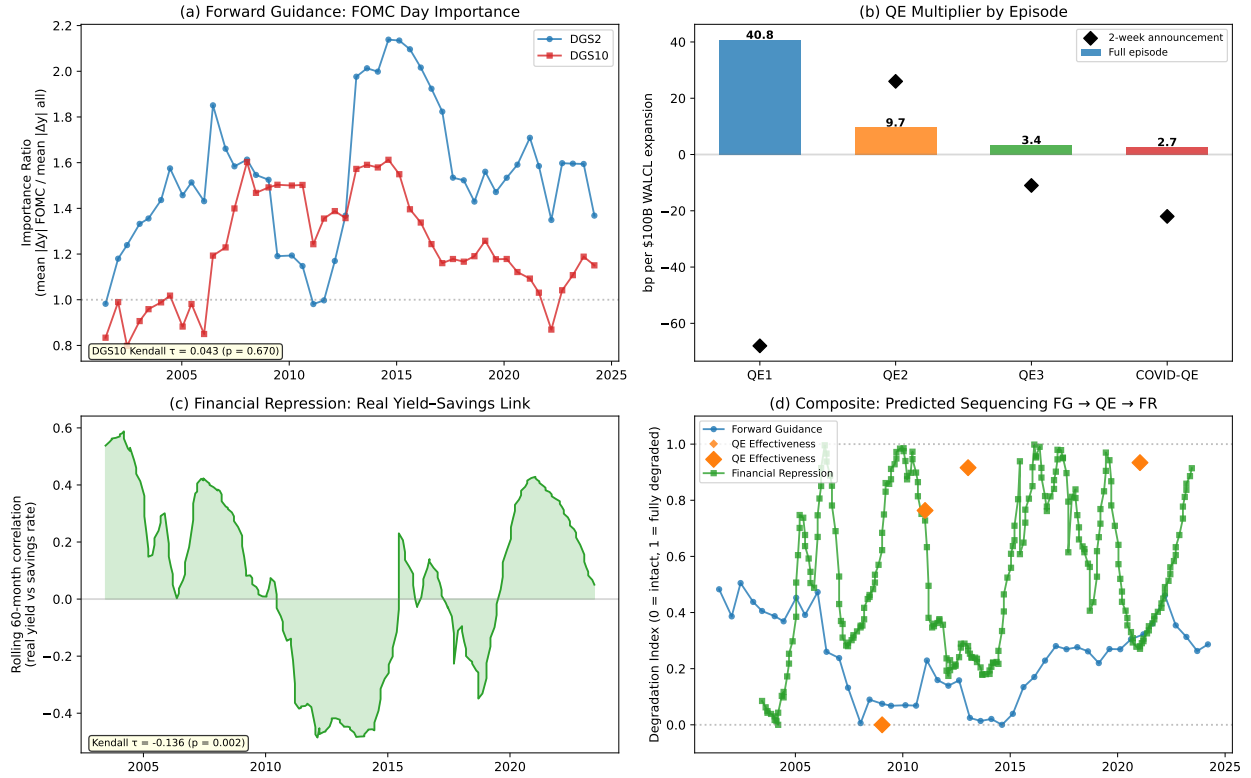 (a) Forward Guidance: FOMC Day Importance
Importance Ratio
(mean |Δy| FOMC / mean |Δy| all)
2.2
2.0
1.8
1.6
1.4
1.2
1.0
0.8
DGS2
DGS10
DGS10 Kendall τ = 0.043 (p = 0.670)
2005
2010
2015
2020
2025
(b) QE Multiplier by Episode
bp per $100B WALCL expansion
40
20
0
−20
−40
−60
2-week announcement
Full episode
40.8
9.7
3.4
2.7
QE1
QE2
QE3
COVID-QE
(c) Financial Repression: Real Yield–Savings Link
Rolling 60-month correlation
(real yield vs savings rate)
0.6
0.4
0.2
0.0
−0.2
−0.4
Kendall τ = -0.136 (p = 0.002)
2005
2010
2015
2020
(d) Composite: Predicted Sequencing FG → QE → FR
Degradation Index (0 = intact, 1 = fully degraded)
1.0
0.8
0.6
0.4
0.2
0.0
Forward Guidance
QE Effectiveness
QE Effectiveness
Financial Repression
2005
2010
2015
2020
2025